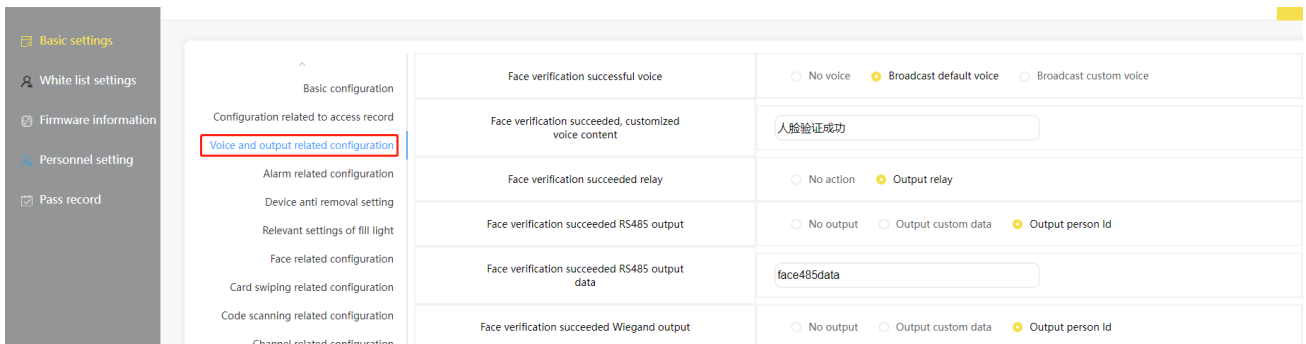 Basic settings
White list settings
Firmware information
Personnel setting
Pass record
Basic configuration
Configuration related to access record
Voice and output related configuration
Alarm related configuration
Device anti removal setting
Relevant settings of fill light
Face related configuration
Card swiping related configuration
Code scanning related configuration
Channel related configuration
Face verification successful voice
No voice
Broadcast default voice
Broadcast custom voice
Face verification succeeded, customized
voice content
人脸验证成功
Face verification succeeded relay
No action
Output relay
Face verification succeeded RS485 output
No output
Output custom data
Output person Id
Face verification succeeded RS485 output
data
face485data
Face verification succeeded Wiegand output
No output
Output custom data
Output person Id